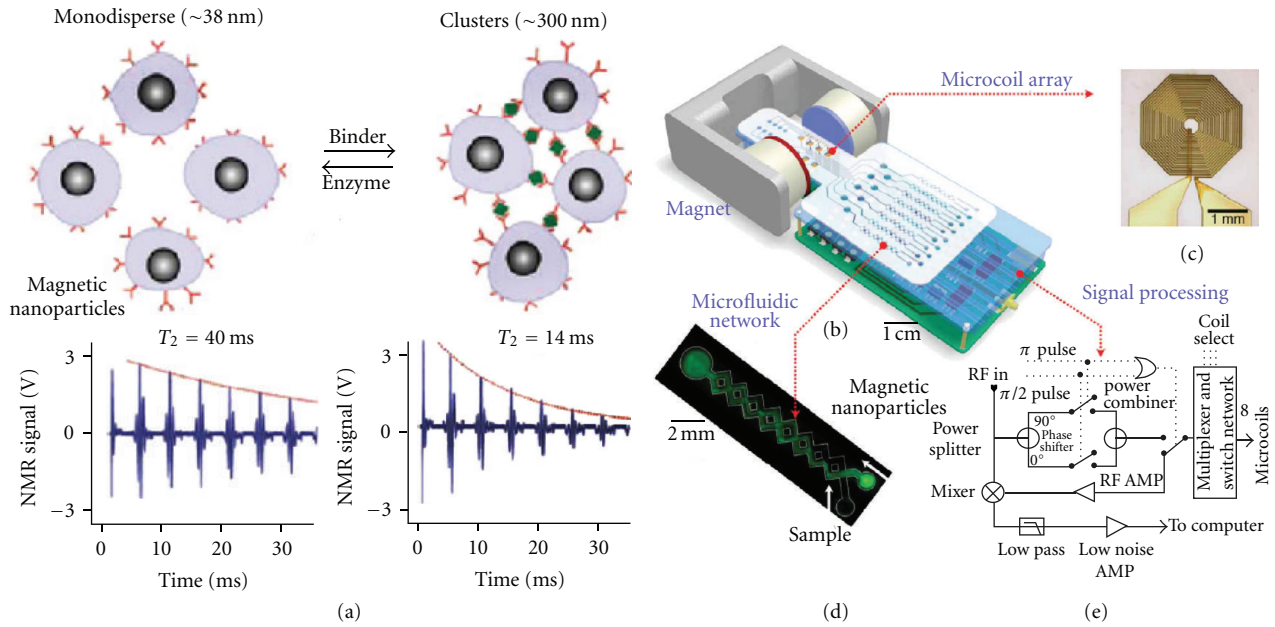 Monodisperse (~38 nm)
Clusters (~300 nm)
Binder
Enzyme
Magnetic
nanoparticles
T2 = 40 ms
T2 = 14 ms
3
0
−3
NMR signal (V)
0 10 20 30
Time (ms)
3
0
−3
NMR signal (V)
0 10 20 30
Time (ms)
(a)
Microcoil array
Magnet
Microfluidic
network
(b)
1 cm
Signal processing
1 mm
(c)
2 mm
Magnetic
nanoparticles
Sample
(d)
Coil
select
π pulse
RF in
π/2 pulse
power
combiner
Power
splitter
90°
Phase
shifter
0°
Mixer
RF AMP
Multiplexer and
switch network
8
Microcoils
To computer
Low pass
Low noise
AMP
(e)